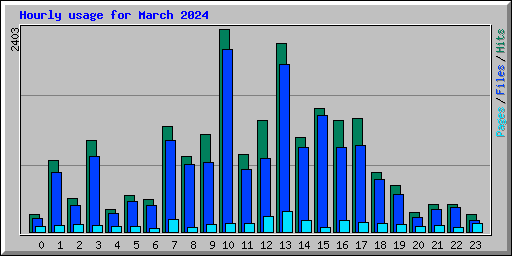 Hourly usage for March 2024
2403
Pages / Files / Hits
0 1 2 3 4 5 6 7 8 9 10 11 12 13 14 15 16 17 18 19 20 21 22 23